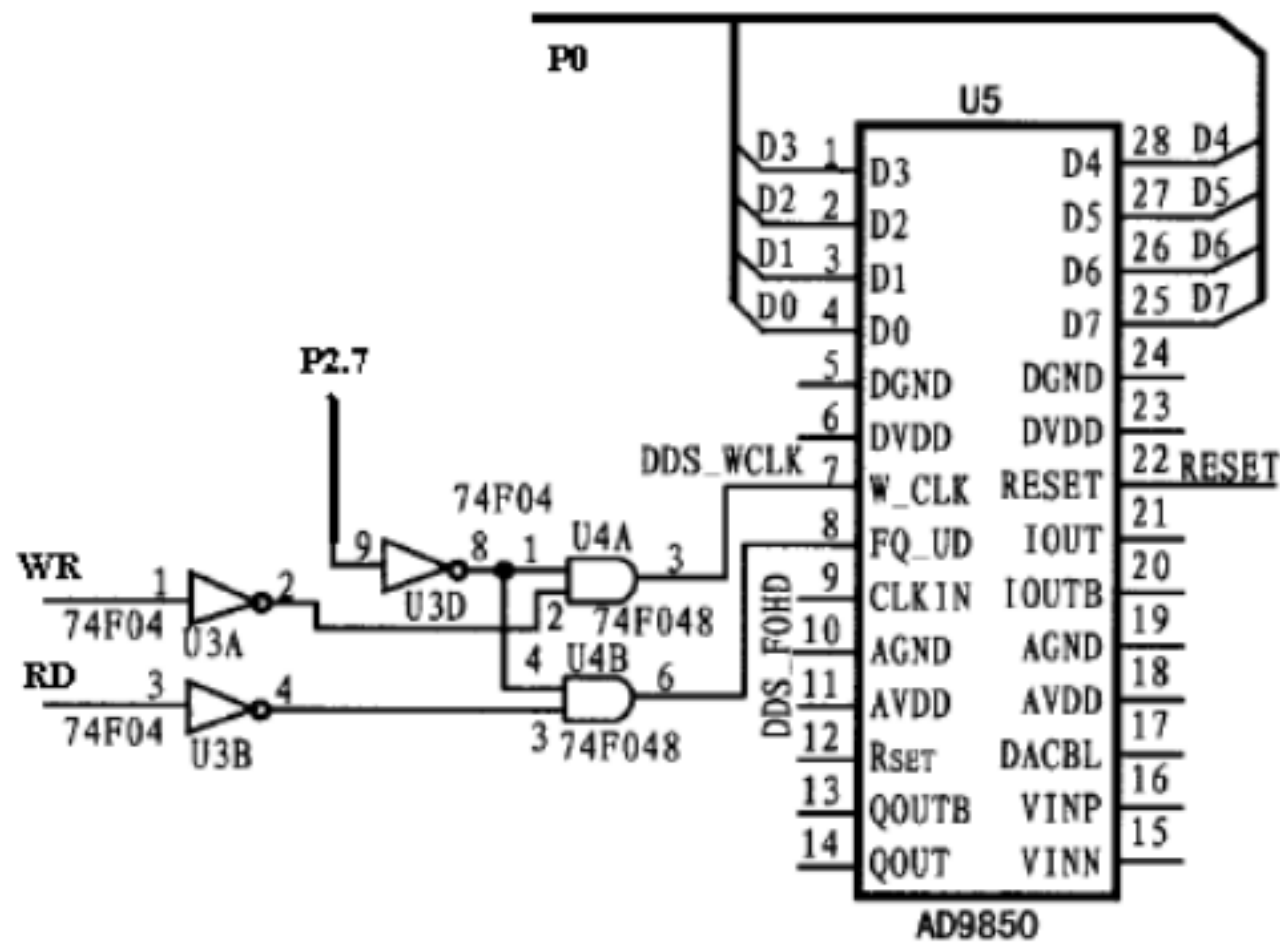 P0
U5
D3 1 D3 D4 28 D4
D2 2 D2 D5 27 D5
D1 3 D1 D6 26 D6
D0 4 D0 D7 25 D7
P2.7
5 DGND DGND 24
6 DVDD DVDD 23
DDS_WCLK 7 W_CLK RESET 22 RESET
74F04
9 8 1 U4A 3 8 FQ_UD IOUT 21
U3D
WR 1 2
74F04 U3A
2 74F048
9 CLKIN IOUTB 20
DDS_FOHD
10 AGND AGND 19
RD 3 4
74F04 U3B
4 U4B 6
3 74F048
11 AVDD AVDD 18
12 RSET DACBL 17
13 QOUTB VINP 16
14 QOUT VINN 15
AD9850